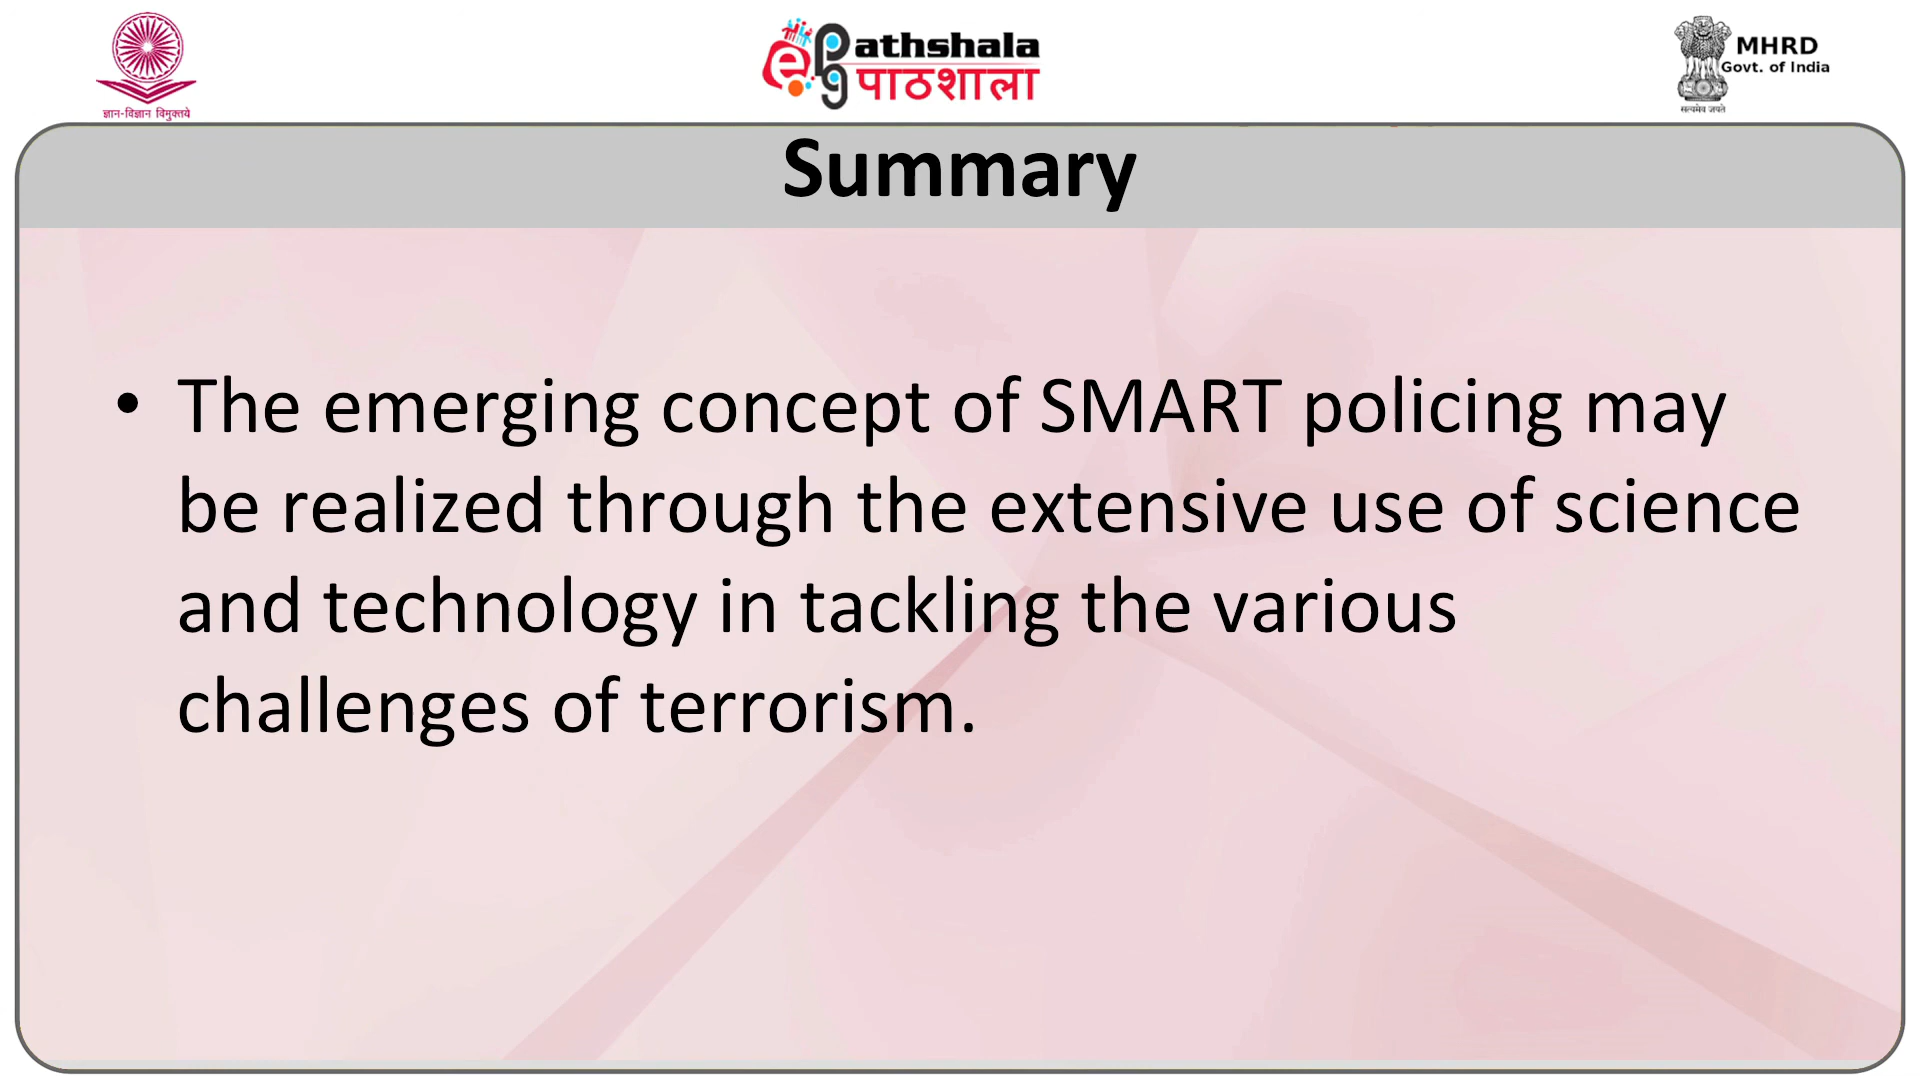 ज्ञान-विज्ञान विमुक्तये
e pg athshala
पाठशाला
MHRD
Govt. of India
सत्यमेव जयते
Summary
• The emerging concept of SMART policing may
be realized through the extensive use of science
and technology in tackling the various
challenges of terrorism.